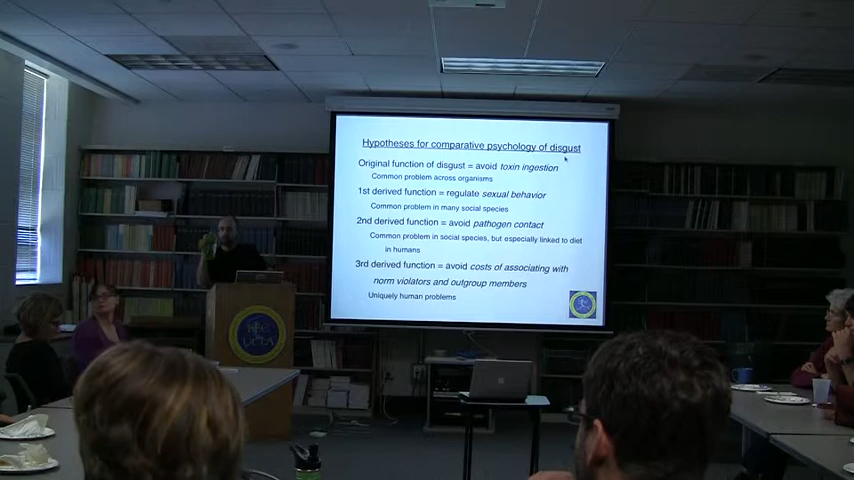 Hypotheses for comparative psychology of disgust
Original function of disgust = avoid toxin ingestion
Common problem across organisms
1st derived function = regulate sexual behavior
Common problem in many social species
2nd derived function = avoid pathogen contact
Common problem in social species, but especially linked to diet
in humans
3rd derived function = avoid costs of associating with
norm violators and outgroup members
Uniquely human problems
UCLA